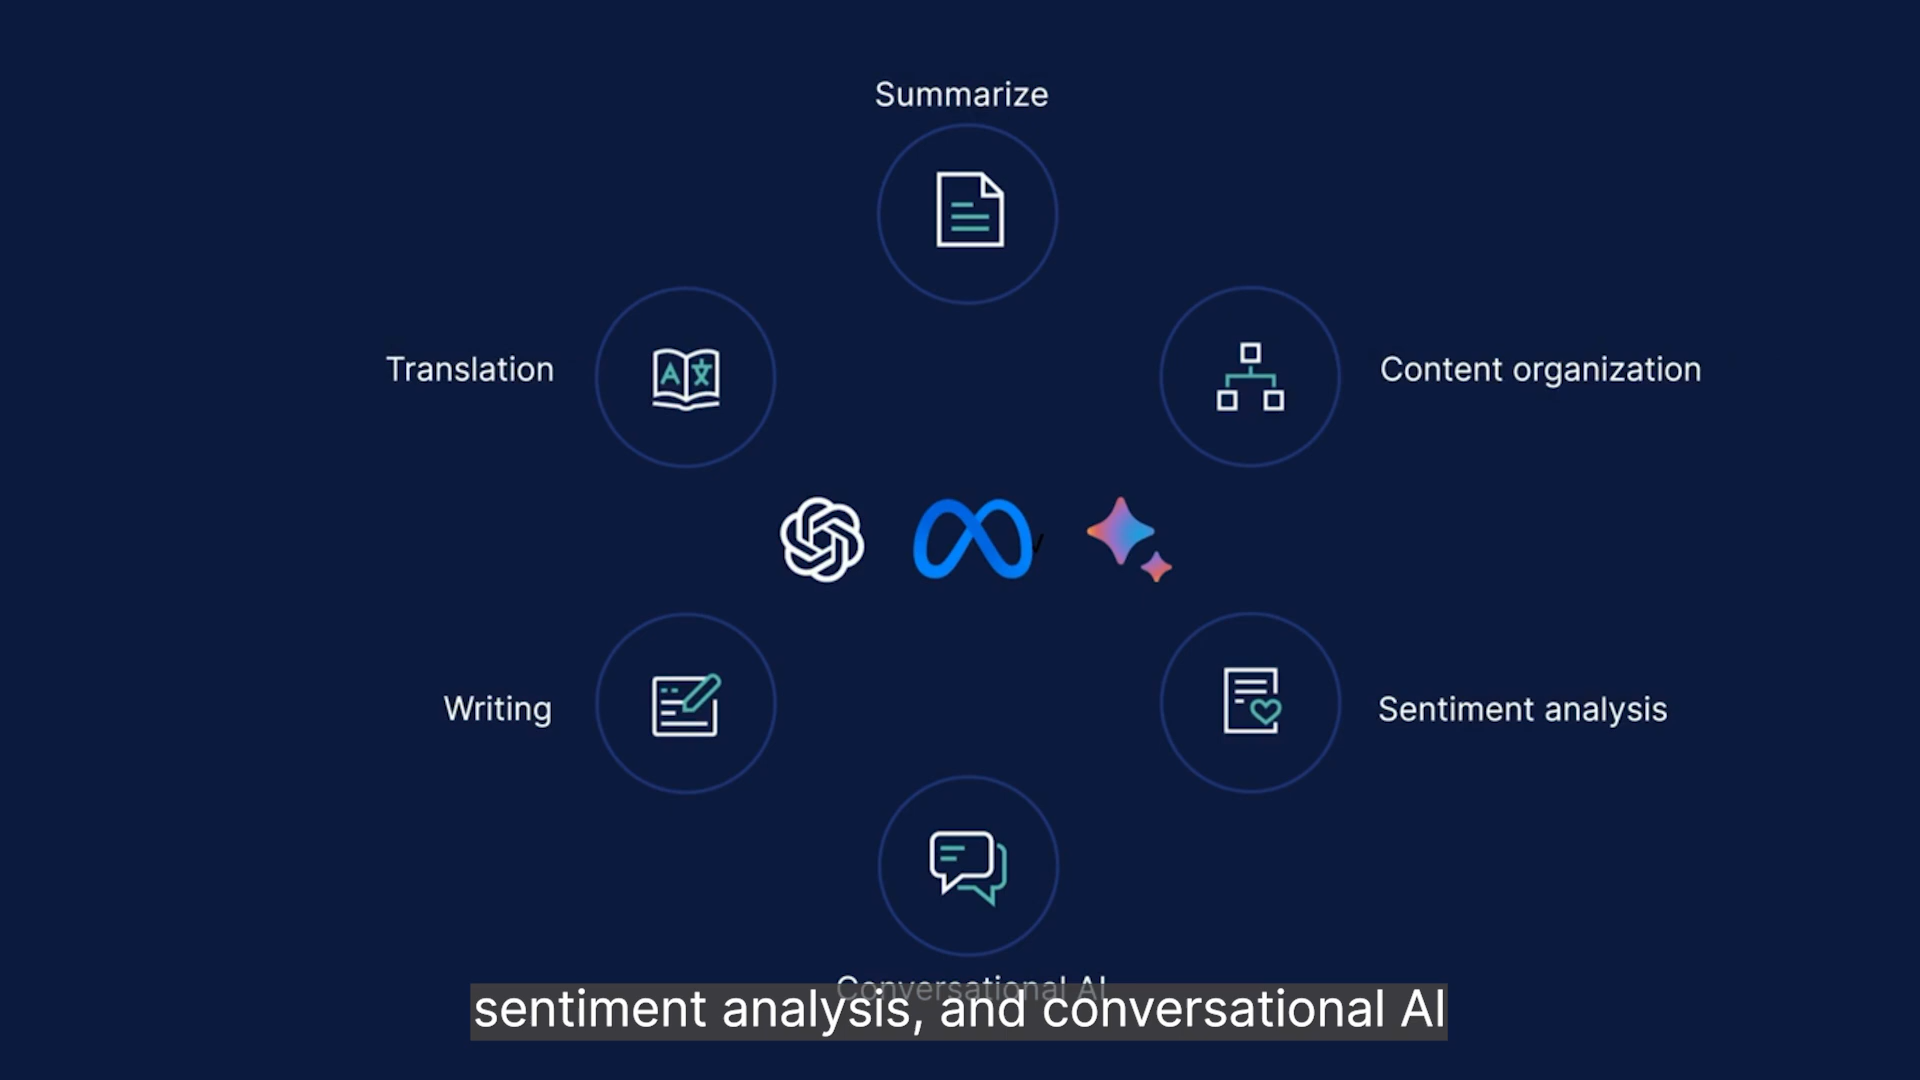 Summarize
Translation
Content organization
Writing
Sentiment analysis
Conversational AI
sentiment analysis, and conversational AI